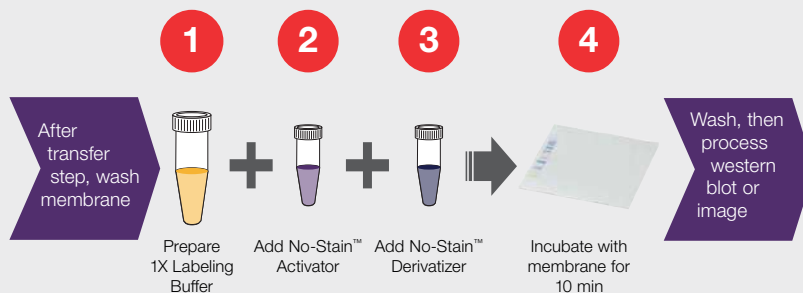 1
2
3
4
After
transfer
step, wash
membrane
Prepare
1X Labeling
Buffer
Add No-Stain™
Activator
Add No-Stain™
Derivatizer
Incubate with
membrane for
10 min
Wash, then
process
western
blot or
image